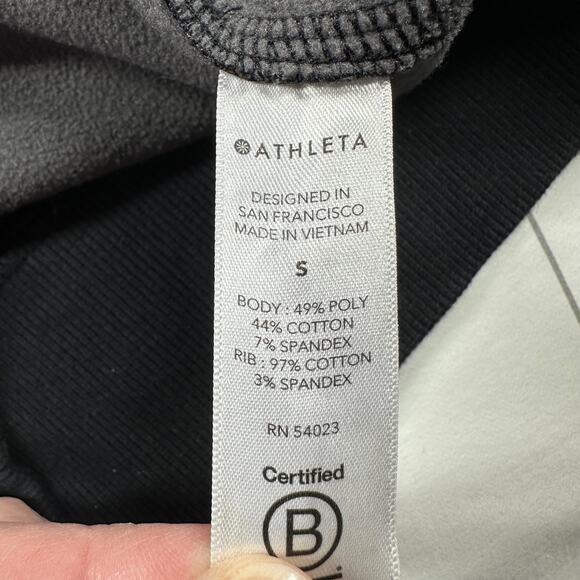 ATHLETA
DESIGNED IN
SAN FRANCISCO
MADE IN VIETNAM
S
BODY : 49% POLY
44% COTTON
7% SPANDEX
RIB : 97% COTTON
3% SPANDEX
RN 54023
Certified
B